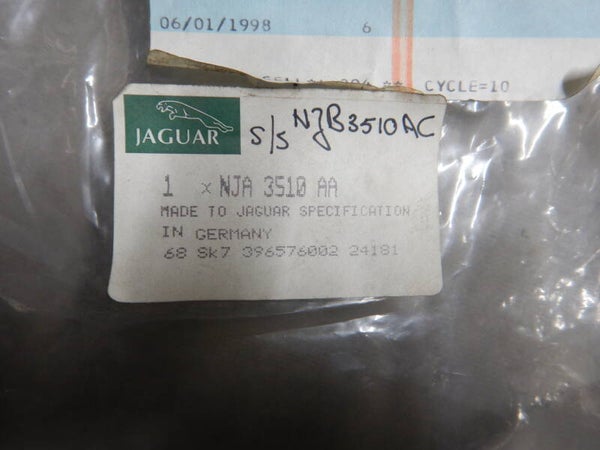 06/01/1998 6
CYCLE=10
JAGUAR
S/S NJB3510AC
1 x NJA 3510 AA
MADE TO JAGUAR SPECIFICATION
IN GERMANY
68 Sk7 396576002 24181